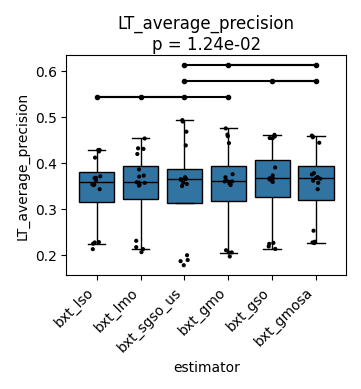 LT_average_precision
p = 1.24e-02
LT_average_precision
0.6
0.5
0.4
0.3
0.2
bxt_lso
bxt_lmo
bxt_sgso_us
bxt_gmo
bxt_gso
bxt_gmosa
estimator